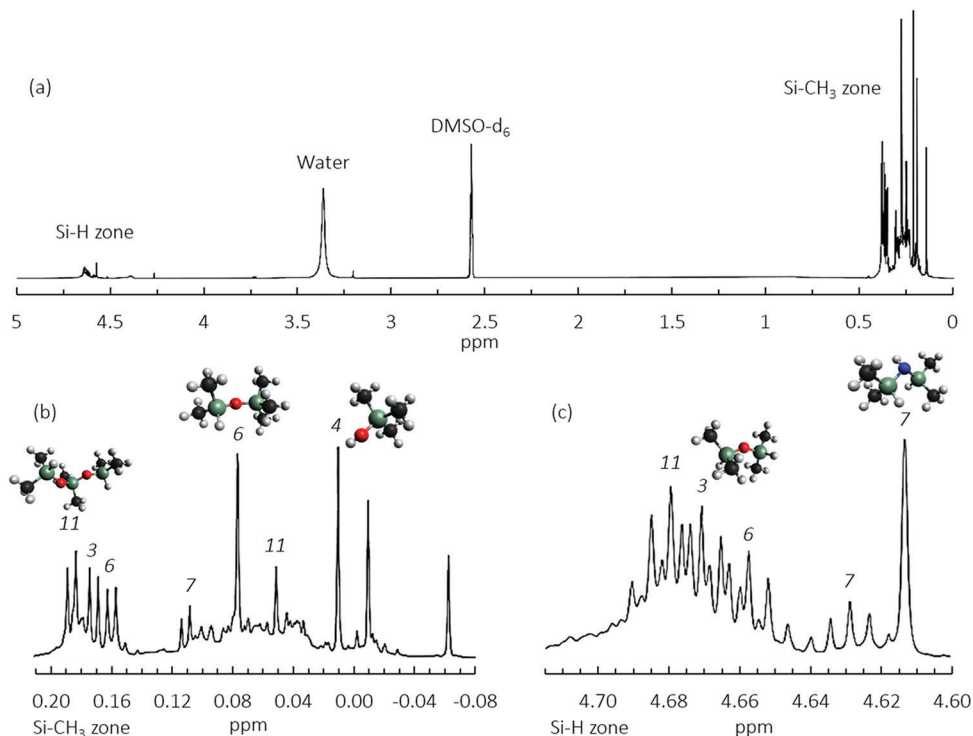 (a)
Si-CH₃ zone
DMSO-d₆
Water
Si-H zone
5 4.5 4 3.5 3 2.5 2 1.5 1 0.5 0
ppm
(b)
6
4
11
3
6
7
11
0.20 0.16 0.12 0.08 0.04 0.00 -0.04 -0.08
Si-CH₃ zone ppm
(c)
7
11
3
6
7
4.70 4.68 4.66 4.64 4.62 4.60
Si-H zone ppm